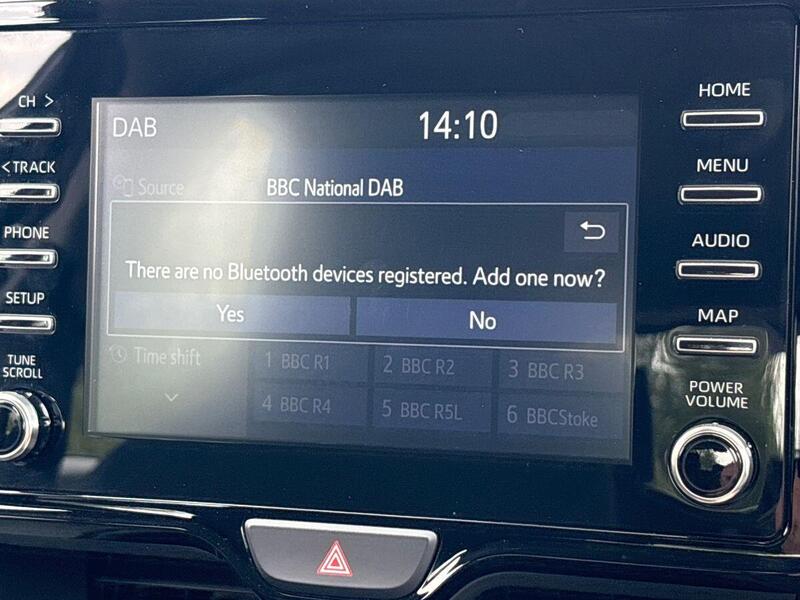 CH >
< TRACK
PHONE
SETUP
TUNE
SCROLL
DAB
14:10
Source
BBC National DAB
There are no Bluetooth devices registered. Add one now?
Yes
No
Time shift
1 BBC R1
2 BBC R2
3 BBC R3
4 BBC R4
5 BBC R5L
6 BBCStoke
HOME
MENU
AUDIO
MAP
POWER
VOLUME